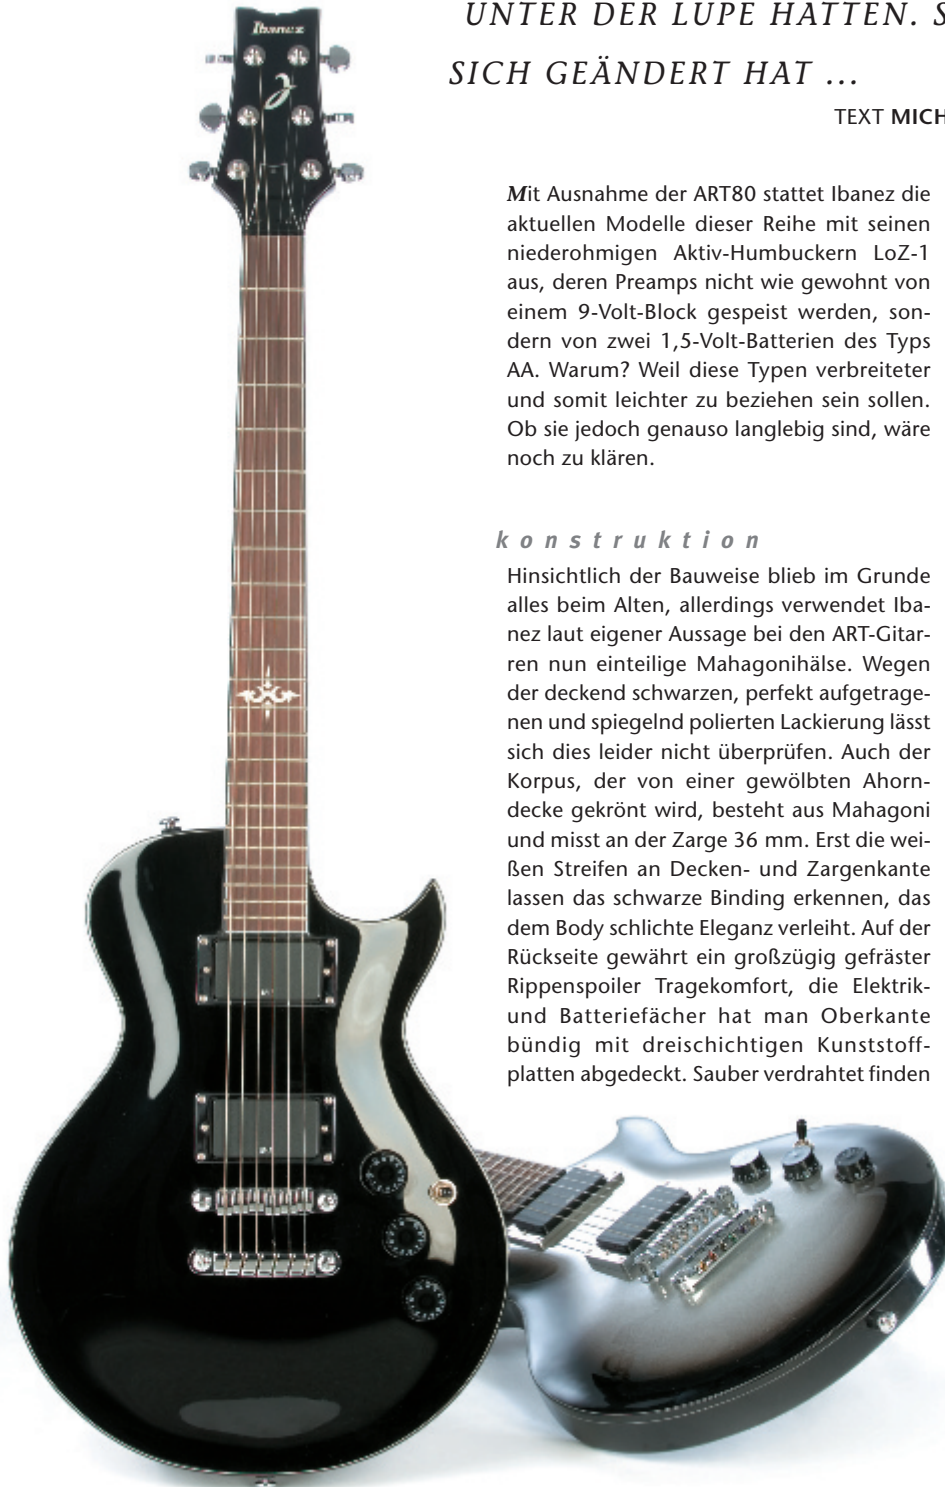 UNTER DER LUPE HATTEN. S
SICH GEÄNDERT HAT ...
TEXT MICH
Ibanez
Mit Ausnahme der ART80 stattet Ibanez die
aktuellen Modelle dieser Reihe mit seinen
niederohmigen Aktiv-Humbuckern LoZ-1
aus, deren Preamps nicht wie gewohnt von
einem 9-Volt-Block gespeist werden, son-
dern von zwei 1,5-Volt-Batterien des Typs
AA. Warum? Weil diese Typen verbreiteter
und somit leichter zu beziehen sein sollen.
Ob sie jedoch genauso langlebig sind, wäre
noch zu klären.
konstruktion
Hinsichtlich der Bauweise blieb im Grunde
alles beim Alten, allerdings verwendet Iba-
nez laut eigener Aussage bei den ART-Gitar-
ren nun einteilige Mahagonihälse. Wegen
der deckend schwarzen, perfekt aufgetrage-
nen und spiegelnd polierten Lackierung lässt
sich dies leider nicht überprüfen. Auch der
Korpus, der von einer gewölbten Ahorn-
decke gekrönt wird, besteht aus Mahagoni
und misst an der Zarge 36 mm. Erst die wei-
ßen Streifen an Decken- und Zargenkante
lassen das schwarze Binding erkennen, das
dem Body schlichte Eleganz verleiht. Auf der
Rückseite gewährt ein großzügig gefräster
Rippenspoiler Tragekomfort, die Elektrik-
und Batteriefächer hat man Oberkante
bündig mit dreischichtigen Kunststoff-
platten abgedeckt. Sauber verdrahtet finden